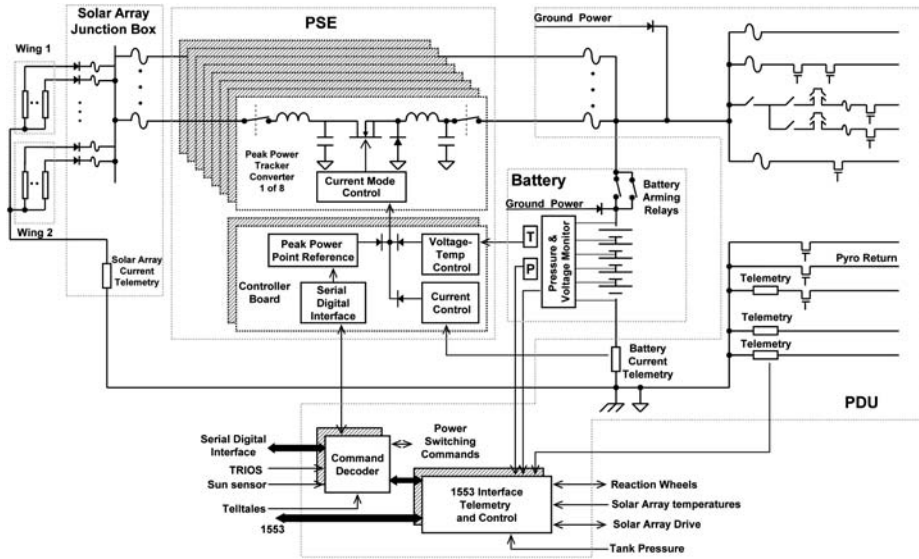 Solar Array
Junction Box
PSE
Ground Power
Wing 1
Wing 2
Peak Power
Tracker
Converter
1 of 8
Current Mode
Control
Battery
Ground Power
Battery
Arming
Relays
Peak Power
Point Reference
Voltage-
Temp Control
T
P
Pressure &
Voltage Monitor
Controller
Board
Serial
Digital
Interface
Current
Control
Solar Array
Current
Telemetry
Pyro Return
Telemetry
Telemetry
Telemetry
Battery
Current
Telemetry
PDU
Serial Digital
Interface
TRIOS
Sun sensor
Telltales
1553
Command
Decoder
Power
Switching
Commands
1553 Interface
Telemetry
and Control
Reaction Wheels
Solar Array temperatures
Solar Array Drive
Tank Pressure